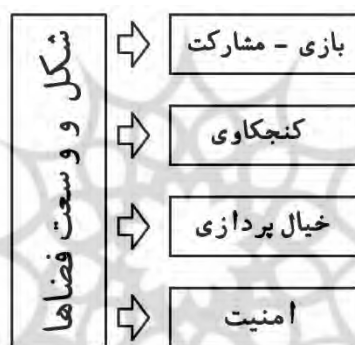 شکل و وسعت فضاها
بازی - مشارکت
کنجکاوی
خیال پردازی
امنیت